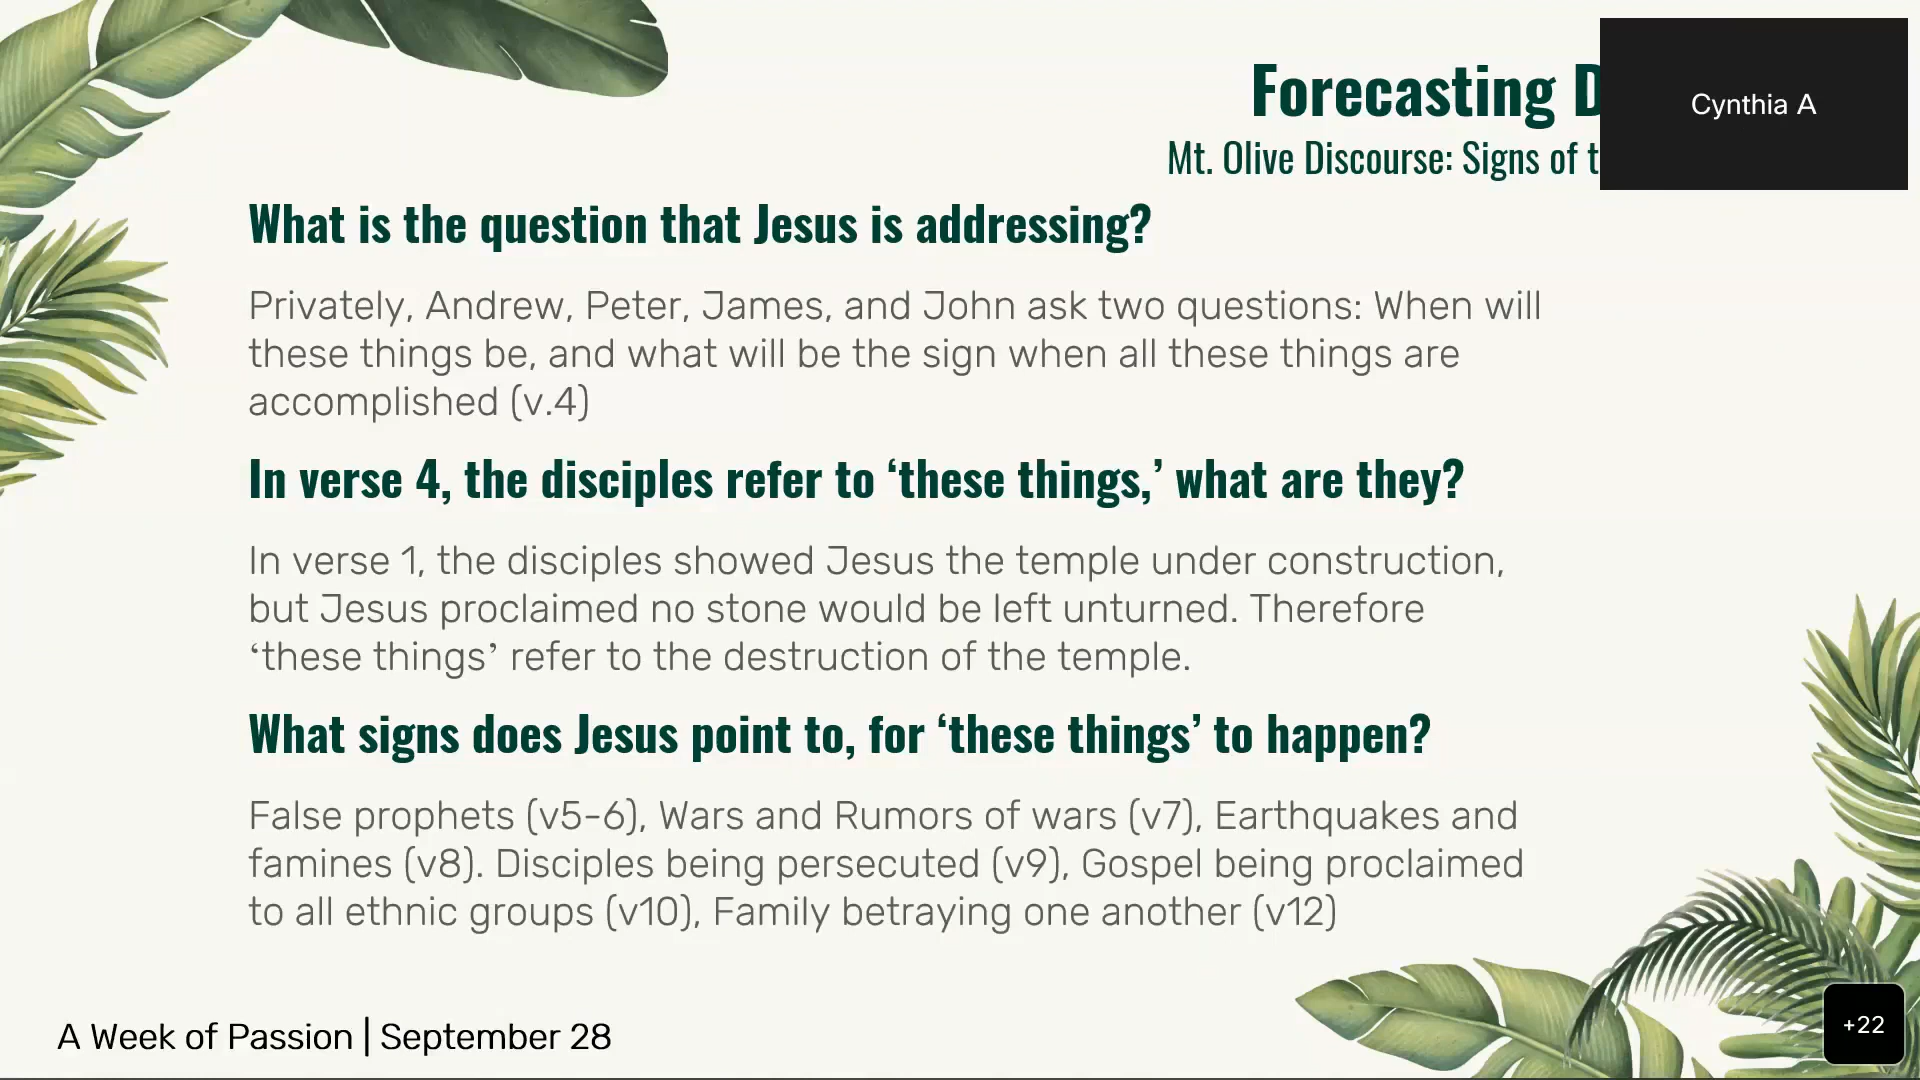 Forecasting
Cynthia A
Mt. Olive Discourse: Signs of
What is the question that Jesus is addressing?
Privately, Andrew, Peter, James, and John ask two questions: When will
these things be, and what will be the sign when all these things are
accomplished (v.4)
In verse 4, the disciples refer to ‘these things,’ what are they?
In verse 1, the disciples showed Jesus the temple under construction,
but Jesus proclaimed no stone would be left unturned. Therefore
‘these things’ refer to the destruction of the temple.
What signs does Jesus point to, for ‘these things’ to happen?
False prophets (v5-6), Wars and Rumors of wars (v7), Earthquakes and
famines (v8). Disciples being persecuted (v9), Gospel being proclaimed
to all ethnic groups (v10), Family betraying one another (v12)
A Week of Passion | September 28
+22